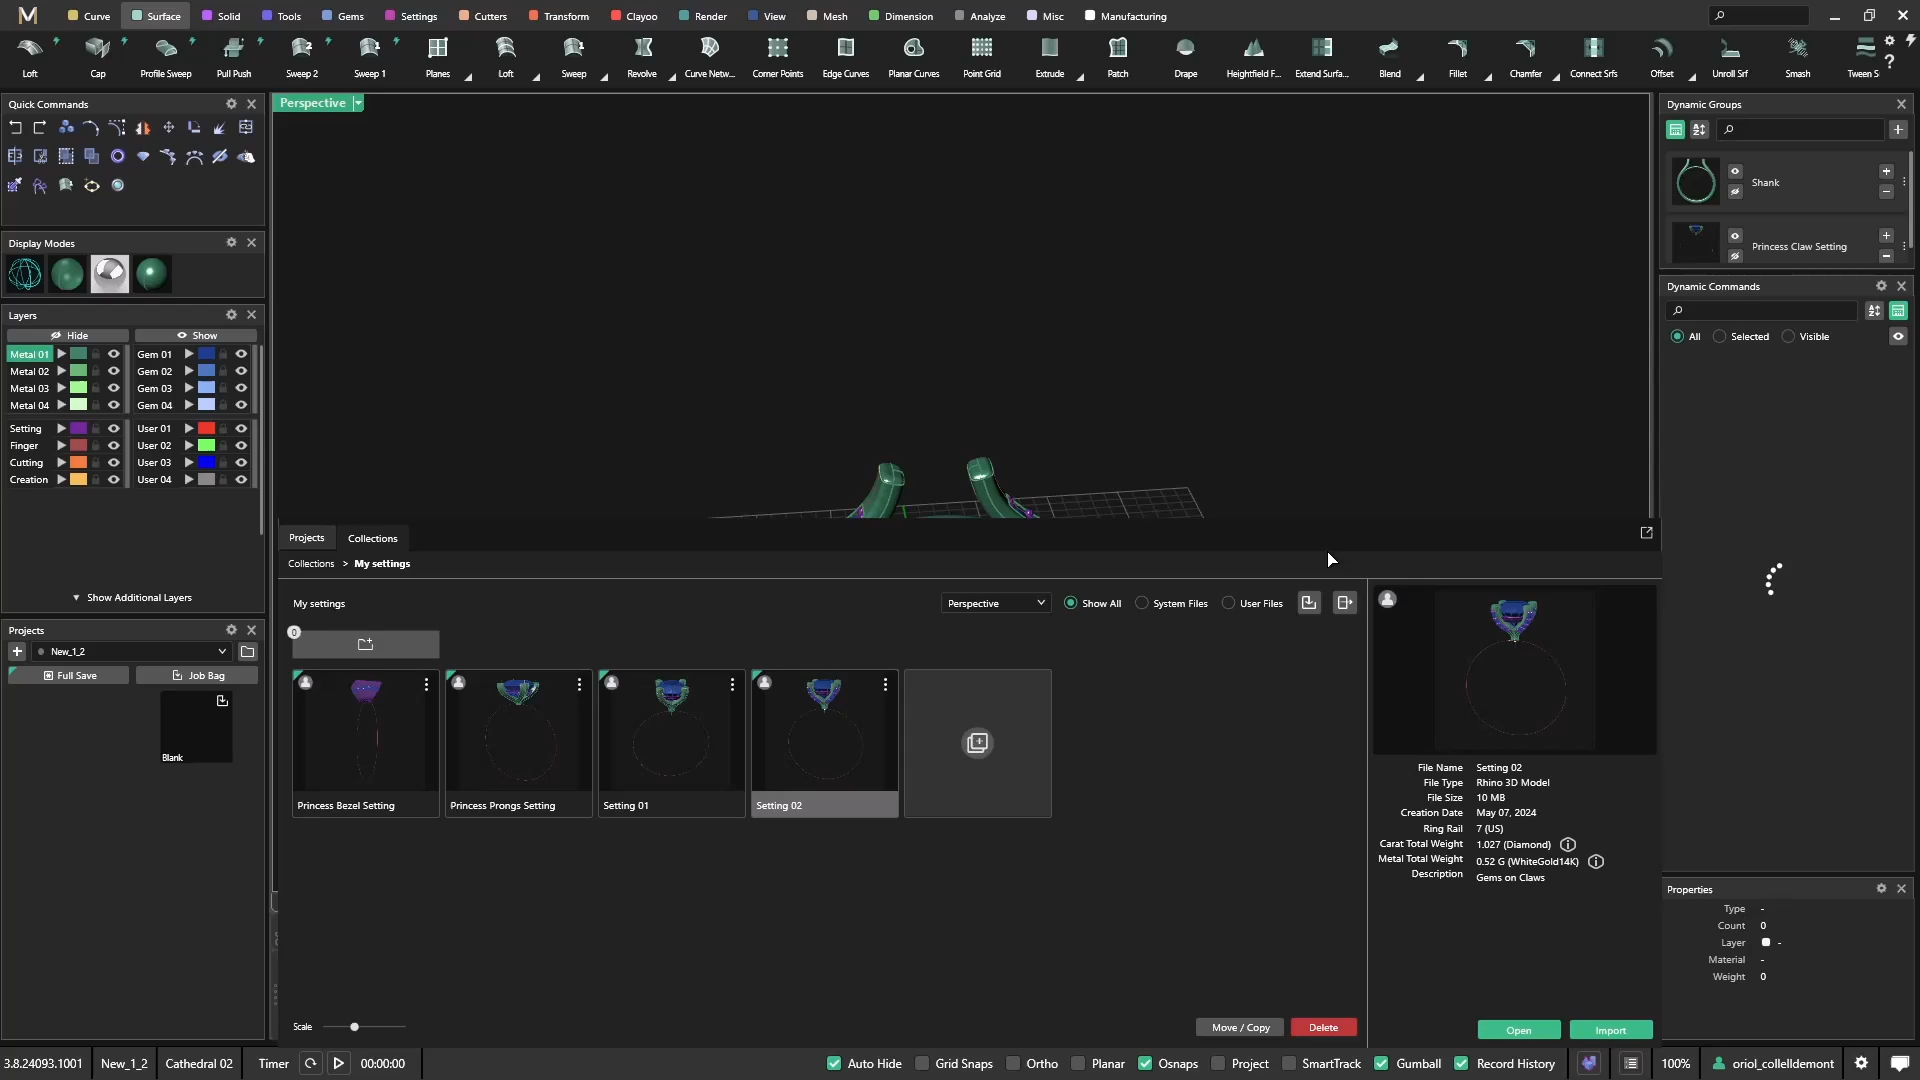 Curve Surface Solid Tools Gems Settings Cutters Transform Clayoo Render View Mesh Dimension Analyze Misc Manufacturing
Loft Cap Profile Sweep Pull Push Sweep 2 Sweep 1 Planes Loft Sweep Revolve Curve Netw... Corner Points Edge Curves Planar Curves Point Grid Extrude Patch Drape Heightfield F... Extend Surfa... Blend Fillet Chamfer Connect Srfs Offset Unroll Srf Smash Tween S
Quick Commands
Perspective
Dynamic Groups
Shank
Princess Claw Setting
Display Modes
Dynamic Commands
All Selected Visible
Layers
Hide Show
Metal 01 Gem 01
Metal 02 Gem 02
Metal 03 Gem 03
Metal 04 Gem 04
Setting User 01
Finger User 02
Cutting User 03
Creation User 04
Show Additional Layers
Projects
New_1_2
Full Save Job Bag
Blank
Projects Collections
Collections > My settings
My settings
Perspective Show All System Files User Files
0
Princess Bezel Setting Princess Prongs Setting Setting 01 Setting 02
File Name Setting 02
File Type Rhino 3D Model
File Size 10 MB
Creation Date May 07, 2024
Ring Rail 7 (US)
Carat Total Weight 1.027 (Diamond)
Metal Total Weight 0.52 G (WhiteGold14K)
Description Gems on Claws
Scale
Move / Copy Delete
Open Import
Properties
Type -
Count 0
Layer -
Material -
Weight 0
3.8.24093.1001 New_1_2 Cathedral 02 Timer 00:00:00 Auto Hide Grid Snaps Ortho Planar Osnaps Project SmartTrack Gumball Record History 100% oriol_collelldemont